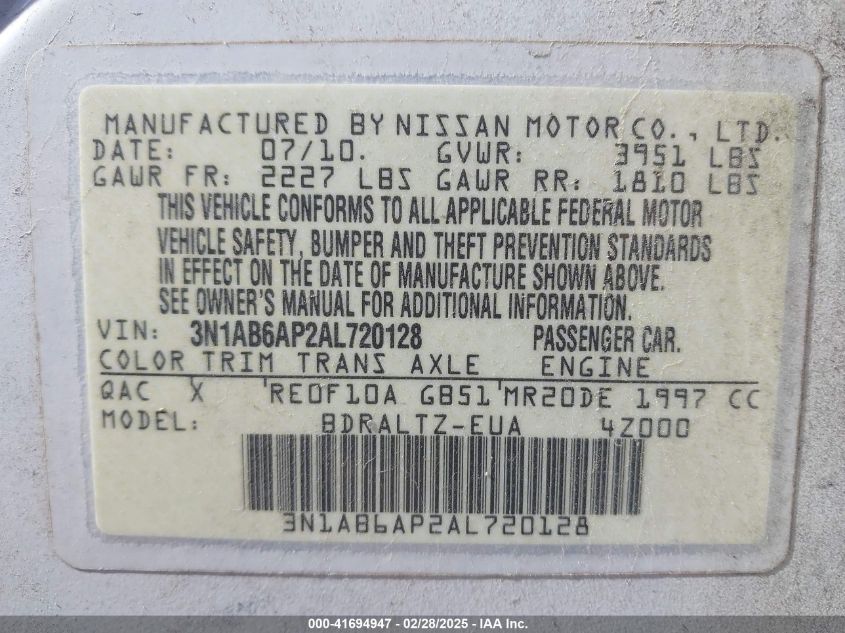 MANUFACTURED BY NISSAN MOTOR CO., LTD.
DATE: 07/10. GVWR: 3951 LBS
GAWR FR: 2227 LBS GAWR RR: 1810 LBS
THIS VEHICLE CONFORMS TO ALL APPLICABLE FEDERAL MOTOR
VEHICLE SAFETY, BUMPER AND THEFT PREVENTION STANDARDS
IN EFFECT ON THE DATE OF MANUFACTURE SHOWN ABOVE.
SEE OWNER'S MANUAL FOR ADDITIONAL INFORMATION.
VIN: 3N1AB6AP2AL720128 PASSENGER CAR.
COLOR TRIM TRANS AXLE ENGINE
QAC X 'RE0F10A GB51'MR20DE 1997 CC
MODEL: BDRALTZ-EUA 4Z000
3N1AB6AP2AL720128
000-41694947 - 02/28/2025 - IAA Inc.